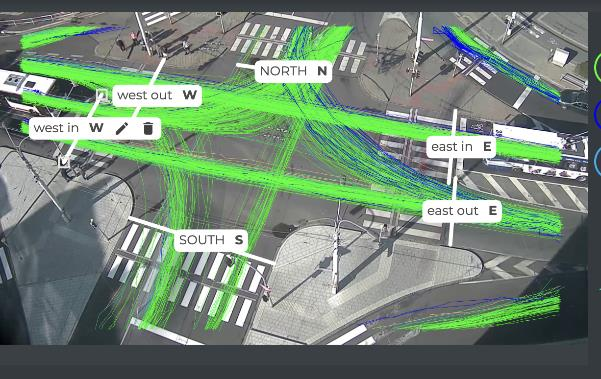 NORTH N
west out W
west in W
east in E
east out E
SOUTH S